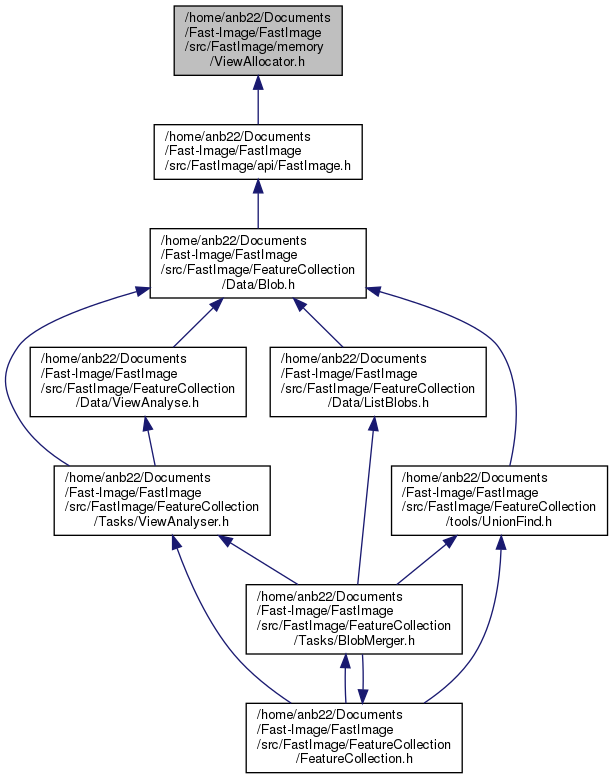 /home/anb22/Documents
/Fast-Image/FastImage
/src/FastImage/memory
/ViewAllocator.h
/home/anb22/Documents
/Fast-Image/FastImage
/src/FastImage/api/FastImage.h
/home/anb22/Documents
/Fast-Image/FastImage
/src/FastImage/FeatureCollection
/Data/Blob.h
/home/anb22/Documents
/Fast-Image/FastImage
/src/FastImage/FeatureCollection
/Data/ViewAnalyse.h
/home/anb22/Documents
/Fast-Image/FastImage
/src/FastImage/FeatureCollection
/Data/ListBlobs.h
/home/anb22/Documents
/Fast-Image/FastImage
/src/FastImage/FeatureCollection
/Tasks/ViewAnalyser.h
/home/anb22/Documents
/Fast-Image/FastImage
/src/FastImage/FeatureCollection
/tools/UnionFind.h
/home/anb22/Documents
/Fast-Image/FastImage
/src/FastImage/FeatureCollection
/Tasks/BlobMerger.h
/home/anb22/Documents
/Fast-Image/FastImage
/src/FastImage/FeatureCollection
/FeatureCollection.h